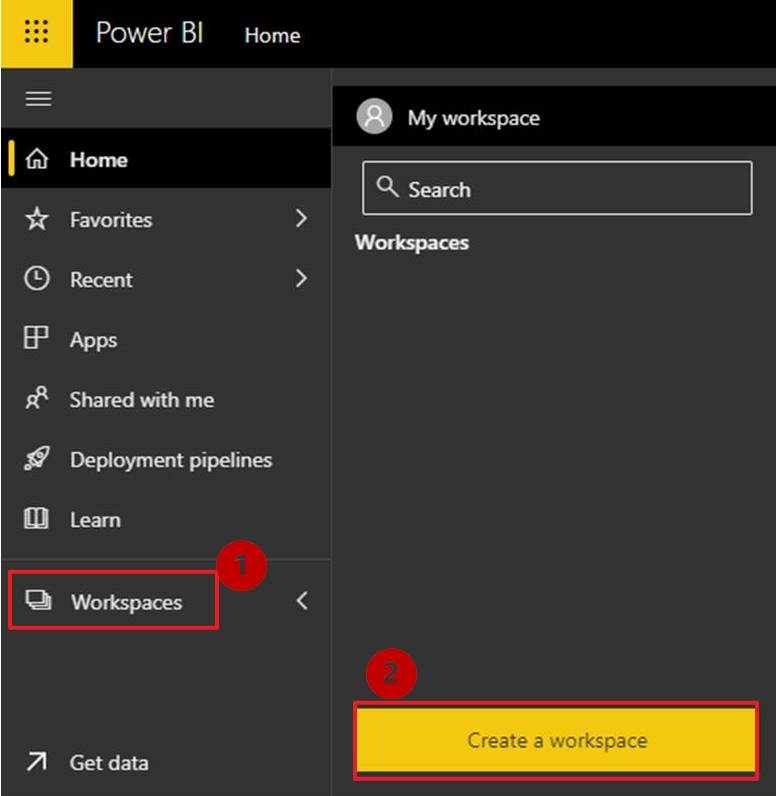 Power BI Home
Home
Favorites
Recent
Apps
Shared with me
Deployment pipelines
Learn
1
Workspaces
Get data
My workspace
Search
Workspaces
2
Create a workspace